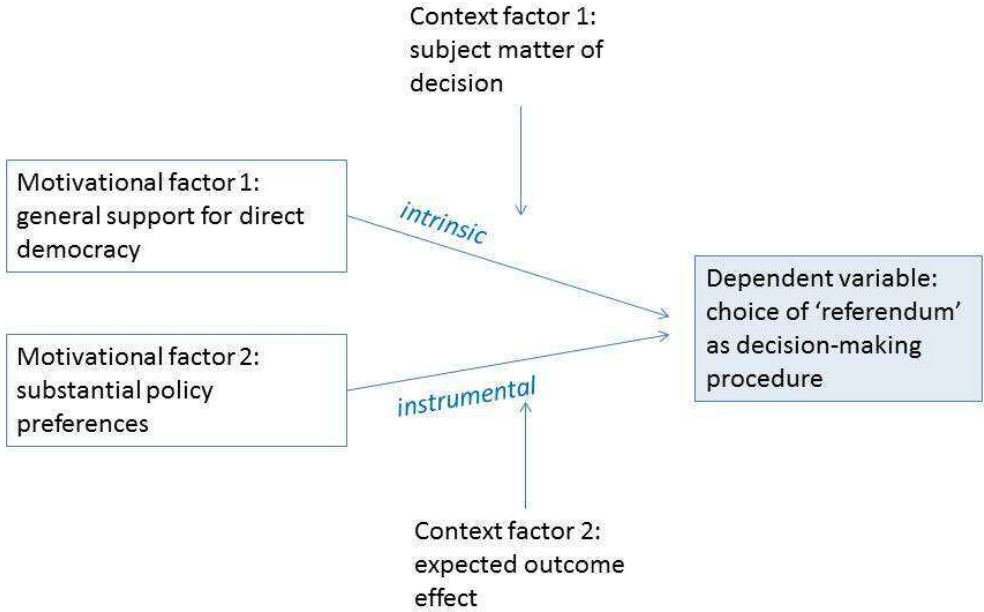 Context factor 1:
subject matter of
decision
Motivational factor 1:
general support for direct
democracy
intrinsic
Dependent variable:
choice of ‘referendum’
as decision-making
procedure
Motivational factor 2:
substantial policy
preferences
instrumental
Context factor 2:
expected outcome
effect